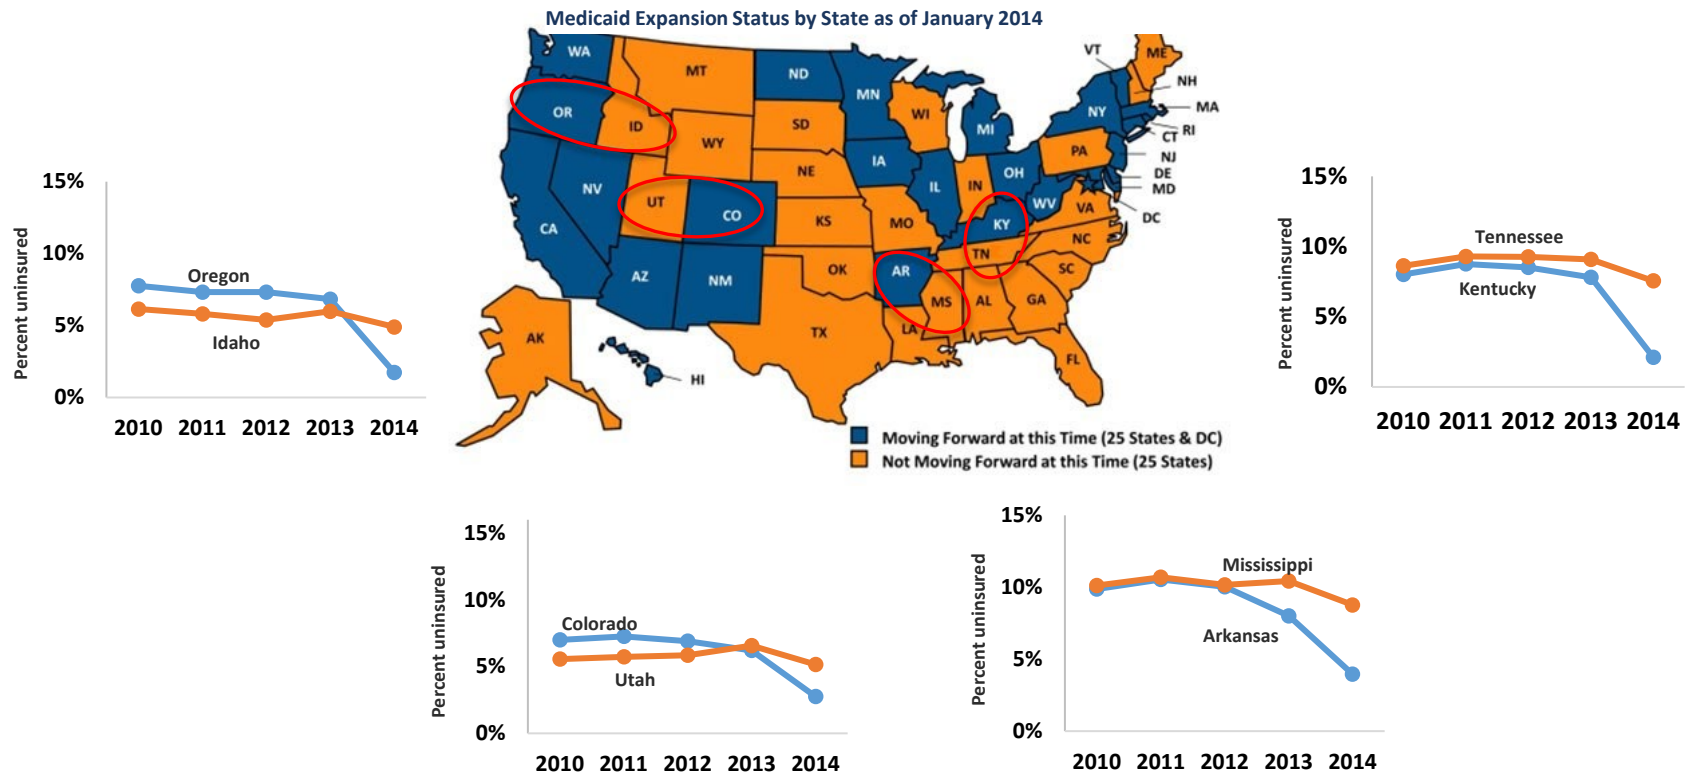 Medicaid Expansion Status by State as of January 2014
WA
MT
ND
MN
VT
ME
NH
OR
ID
SD
WI
MI
NY
MA
RI
CT
WY
IA
PA
NJ
NE
IL
IN
OH
DE
MD
NV
UT
CO
KS
MO
KY
WV
VA
DC
CA
NC
TN
AZ
NM
OK
AR
SC
MS
AL
GA
AK
TX
LA
FL
HI
Moving Forward at this Time (25 States & DC)
Not Moving Forward at this Time (25 States)
Percent uninsured
15%
10%
5%
0%
Oregon
Idaho
2010 2011 2012 2013 2014
Percent uninsured
15%
10%
5%
0%
Tennessee
Kentucky
2010 2011 2012 2013 2014
Percent uninsured
15%
10%
5%
0%
Colorado
Utah
2010 2011 2012 2013 2014
Percent uninsured
15%
10%
5%
0%
Mississippi
Arkansas
2010 2011 2012 2013 2014